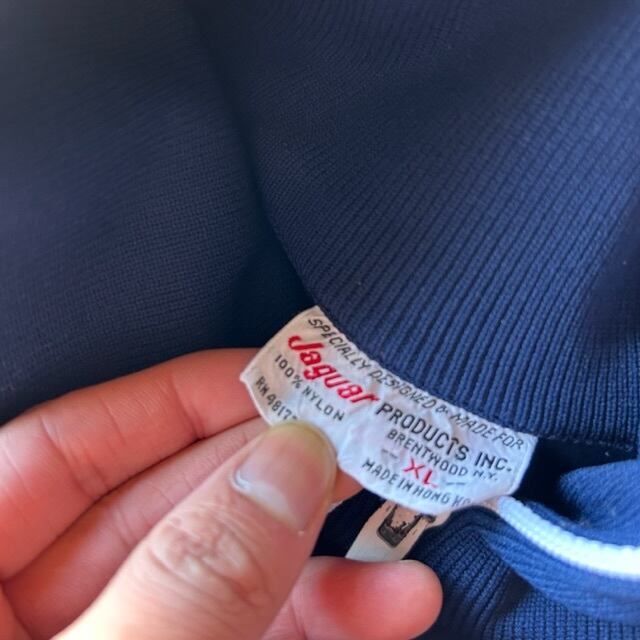 SPECIALLY DESIGNED & MADE FOR
Jaguar PRODUCTS INC.
100% NYLON BRENTWOOD N.Y.
XL
MADE IN HONG KO